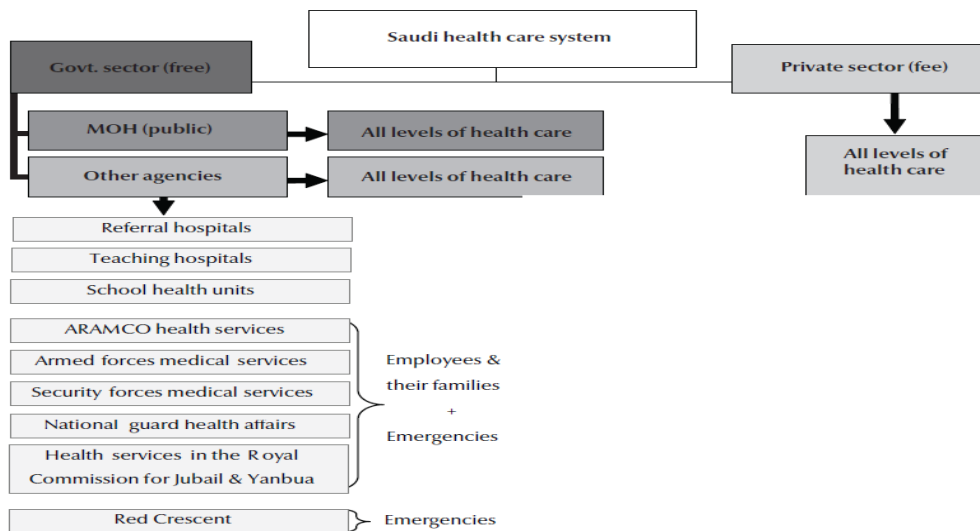 Saudi health care system
Govt. sector (free)
Private sector (fee)
MOH (public)
All levels of health care
All levels of
health care
Other agencies
All levels of health care
Referral hospitals
Teaching hospitals
School health units
ARAMCO health services
Armed forces medical services
Security forces medical services
National guard health affairs
Health services in the Royal
Commission for Jubail & Yanbua
Employees &
their families
+
Emergencies
Red Crescent
Emergencies